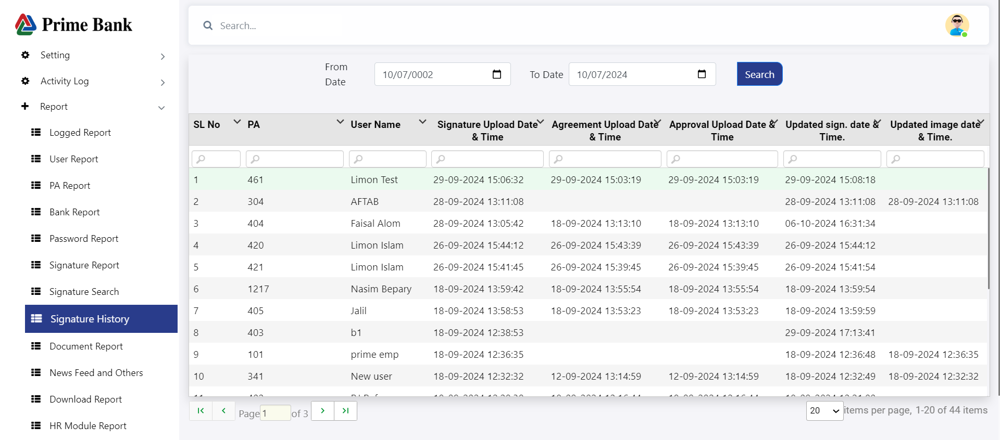 Prime Bank
Setting
Activity Log
Report
Logged Report
User Report
PA Report
Bank Report
Password Report
Signature Report
Signature Search
Signature History
Document Report
News Feed and Others
Download Report
HR Module Report
Search...
From
Date
10/07/0002
To Date
10/07/2024
Search
SL No PA User Name Signature Upload Date Agreement Upload Date Approval Upload Date & Updated sign. date & Updated image date
& Time & Time Time Time. & Time.
1 461 Limon Test 29-09-2024 15:06:32 29-09-2024 15:03:19 29-09-2024 15:03:19 29-09-2024 15:08:18
2 304 AFTAB 28-09-2024 13:11:08 28-09-2024 13:11:08 28-09-2024 13:11:08
3 404 Faisal Alom 28-09-2024 13:05:42 18-09-2024 13:13:10 18-09-2024 13:13:10 06-10-2024 16:31:34
4 420 Limon Islam 26-09-2024 15:44:12 26-09-2024 15:43:39 26-09-2024 15:43:39 26-09-2024 15:44:12
5 421 Limon Islam 26-09-2024 15:41:45 26-09-2024 15:39:45 26-09-2024 15:39:45 26-09-2024 15:41:54
6 1217 Nasim Bepary 18-09-2024 13:59:42 18-09-2024 13:55:54 18-09-2024 13:55:54 18-09-2024 13:59:54
7 405 Jalil 18-09-2024 13:58:53 18-09-2024 13:53:23 18-09-2024 13:53:23 18-09-2024 13:59:59
8 403 b1 18-09-2024 12:38:53 29-09-2024 17:13:41
9 101 prime emp 18-09-2024 12:36:35 18-09-2024 12:36:48 18-09-2024 12:36:35
10 341 New user 18-09-2024 12:32:32 12-09-2024 13:14:59 12-09-2024 13:14:59 18-09-2024 12:32:49 18-09-2024 12:32:32
Page 1 of 3
20 items per page, 1-20 of 44 items